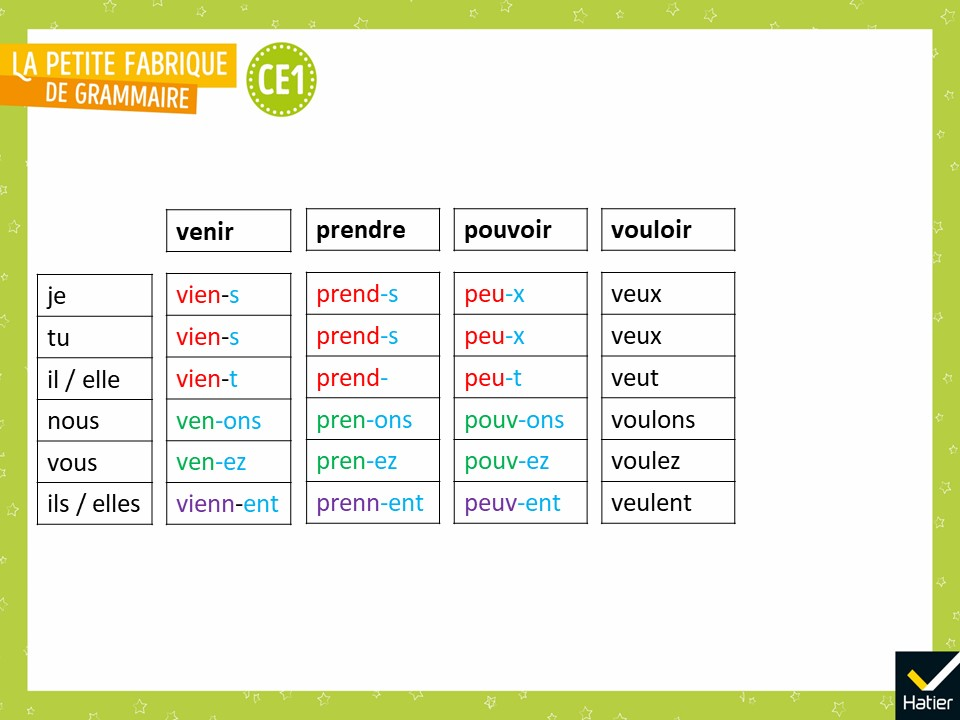 LA PETITE FABRIQUE
DE GRAMMAIRE
CE1
venir prendre pouvoir vouloir
je vien-s prend-s peu-x veux
tu vien-s prend-s peu-x veux
il / elle vien-t prend- peu-t veut
nous ven-ons pren-ons pouv-ons voulons
vous ven-ez pren-ez pouv-ez voulez
ils / elles vienn-ent prenn-ent peuv-ent veulent
Hatier